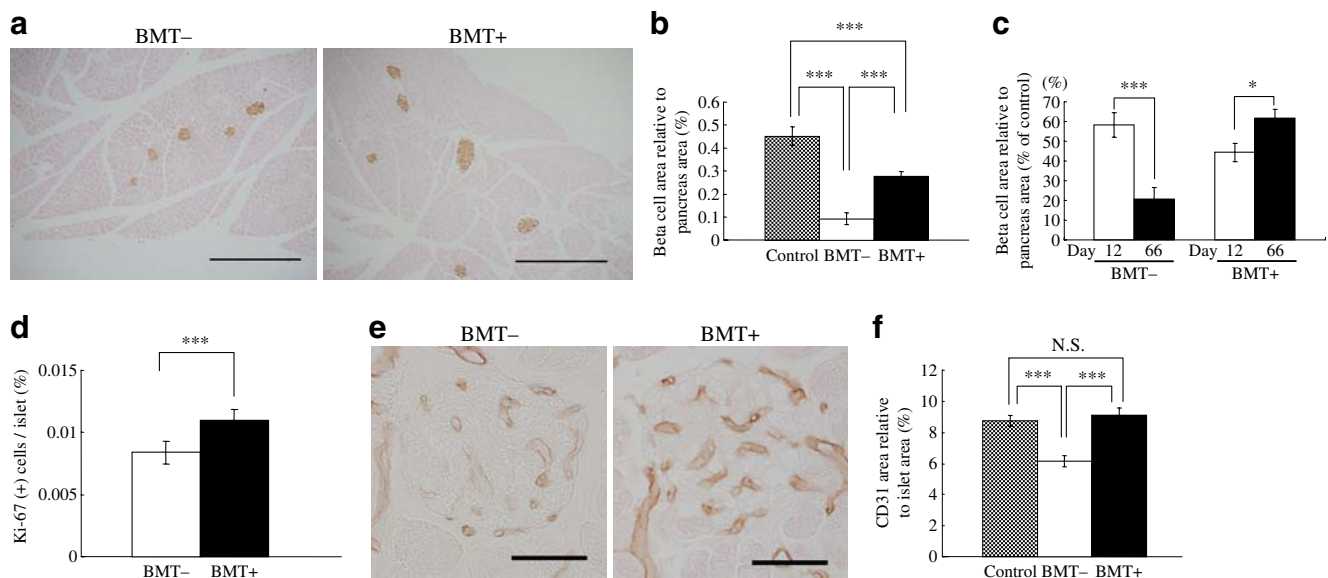 a
BMT–
BMT+
b
***
***
***
Beta cell area relative to
pancreas area (%)
0.6
0.5
0.4
0.3
0.2
0.1
0
Control BMT– BMT+
c
(%)
***
*
Beta cell area relative to
pancreas area (% of control)
70
60
50
40
30
20
10
0
Day 12 66 Day 12 66
BMT– BMT+
d
***
Ki-67 (+) cells / islet (%)
0.015
0.01
0.005
0
BMT– BMT+
e
BMT–
BMT+
f
N.S.
***
***
CD31 area relative
to islet area (%)
12
10
8
6
4
2
0
Control BMT– BMT+